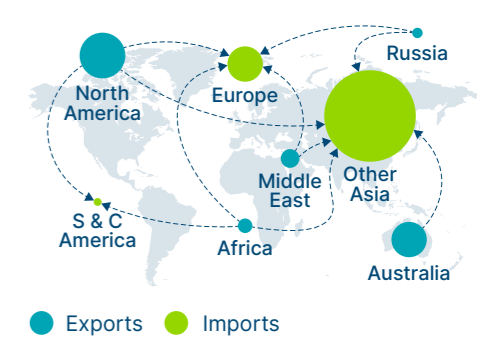 Russia
North
America
Europe
Middle
East
Other
Asia
S & C
America
Africa
Australia
Exports
Imports